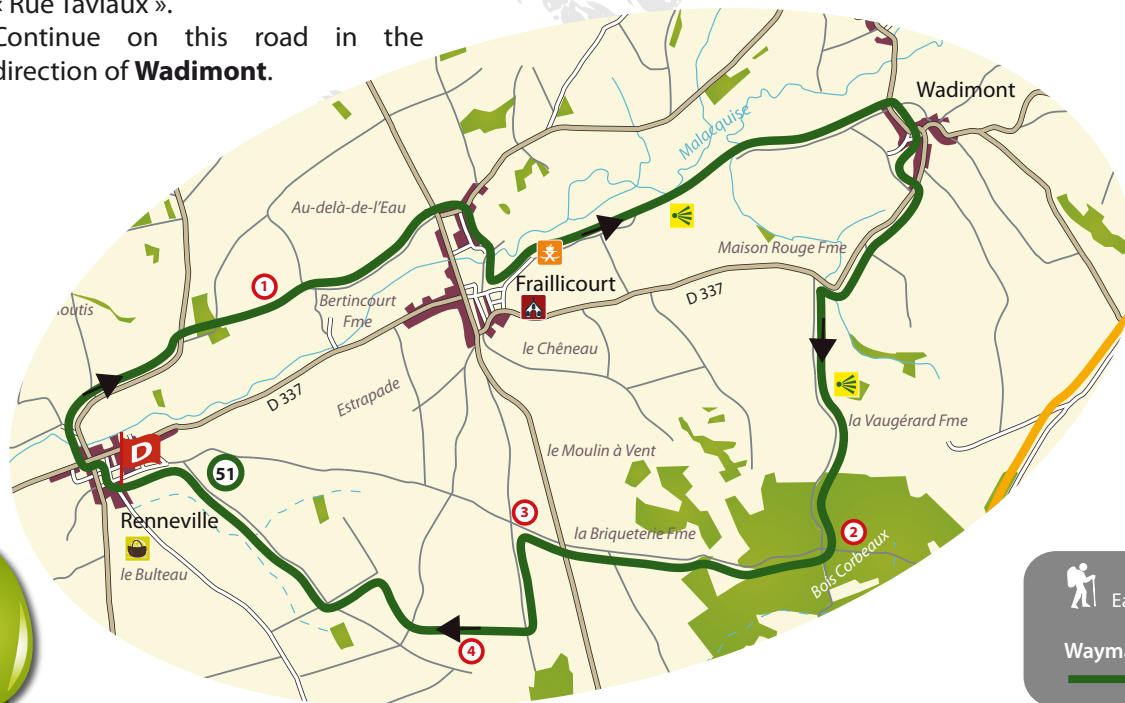 « Rue Taviaux ».
Continue on this road in the
direction of Wadimont.
Wadimont
Malacquise
Au-delà-de-l'Eau
Maison Rouge Fme
1
Fraillicourt
Bertincourt
Fme
D 337
le Chêneau
D 337
Estrapade
la Vaugérard Fme
le Moulin à Vent
D
51
3
2
Renneville
la Briqueterie Fme
Bois Corbeaux
le Bulteau
4